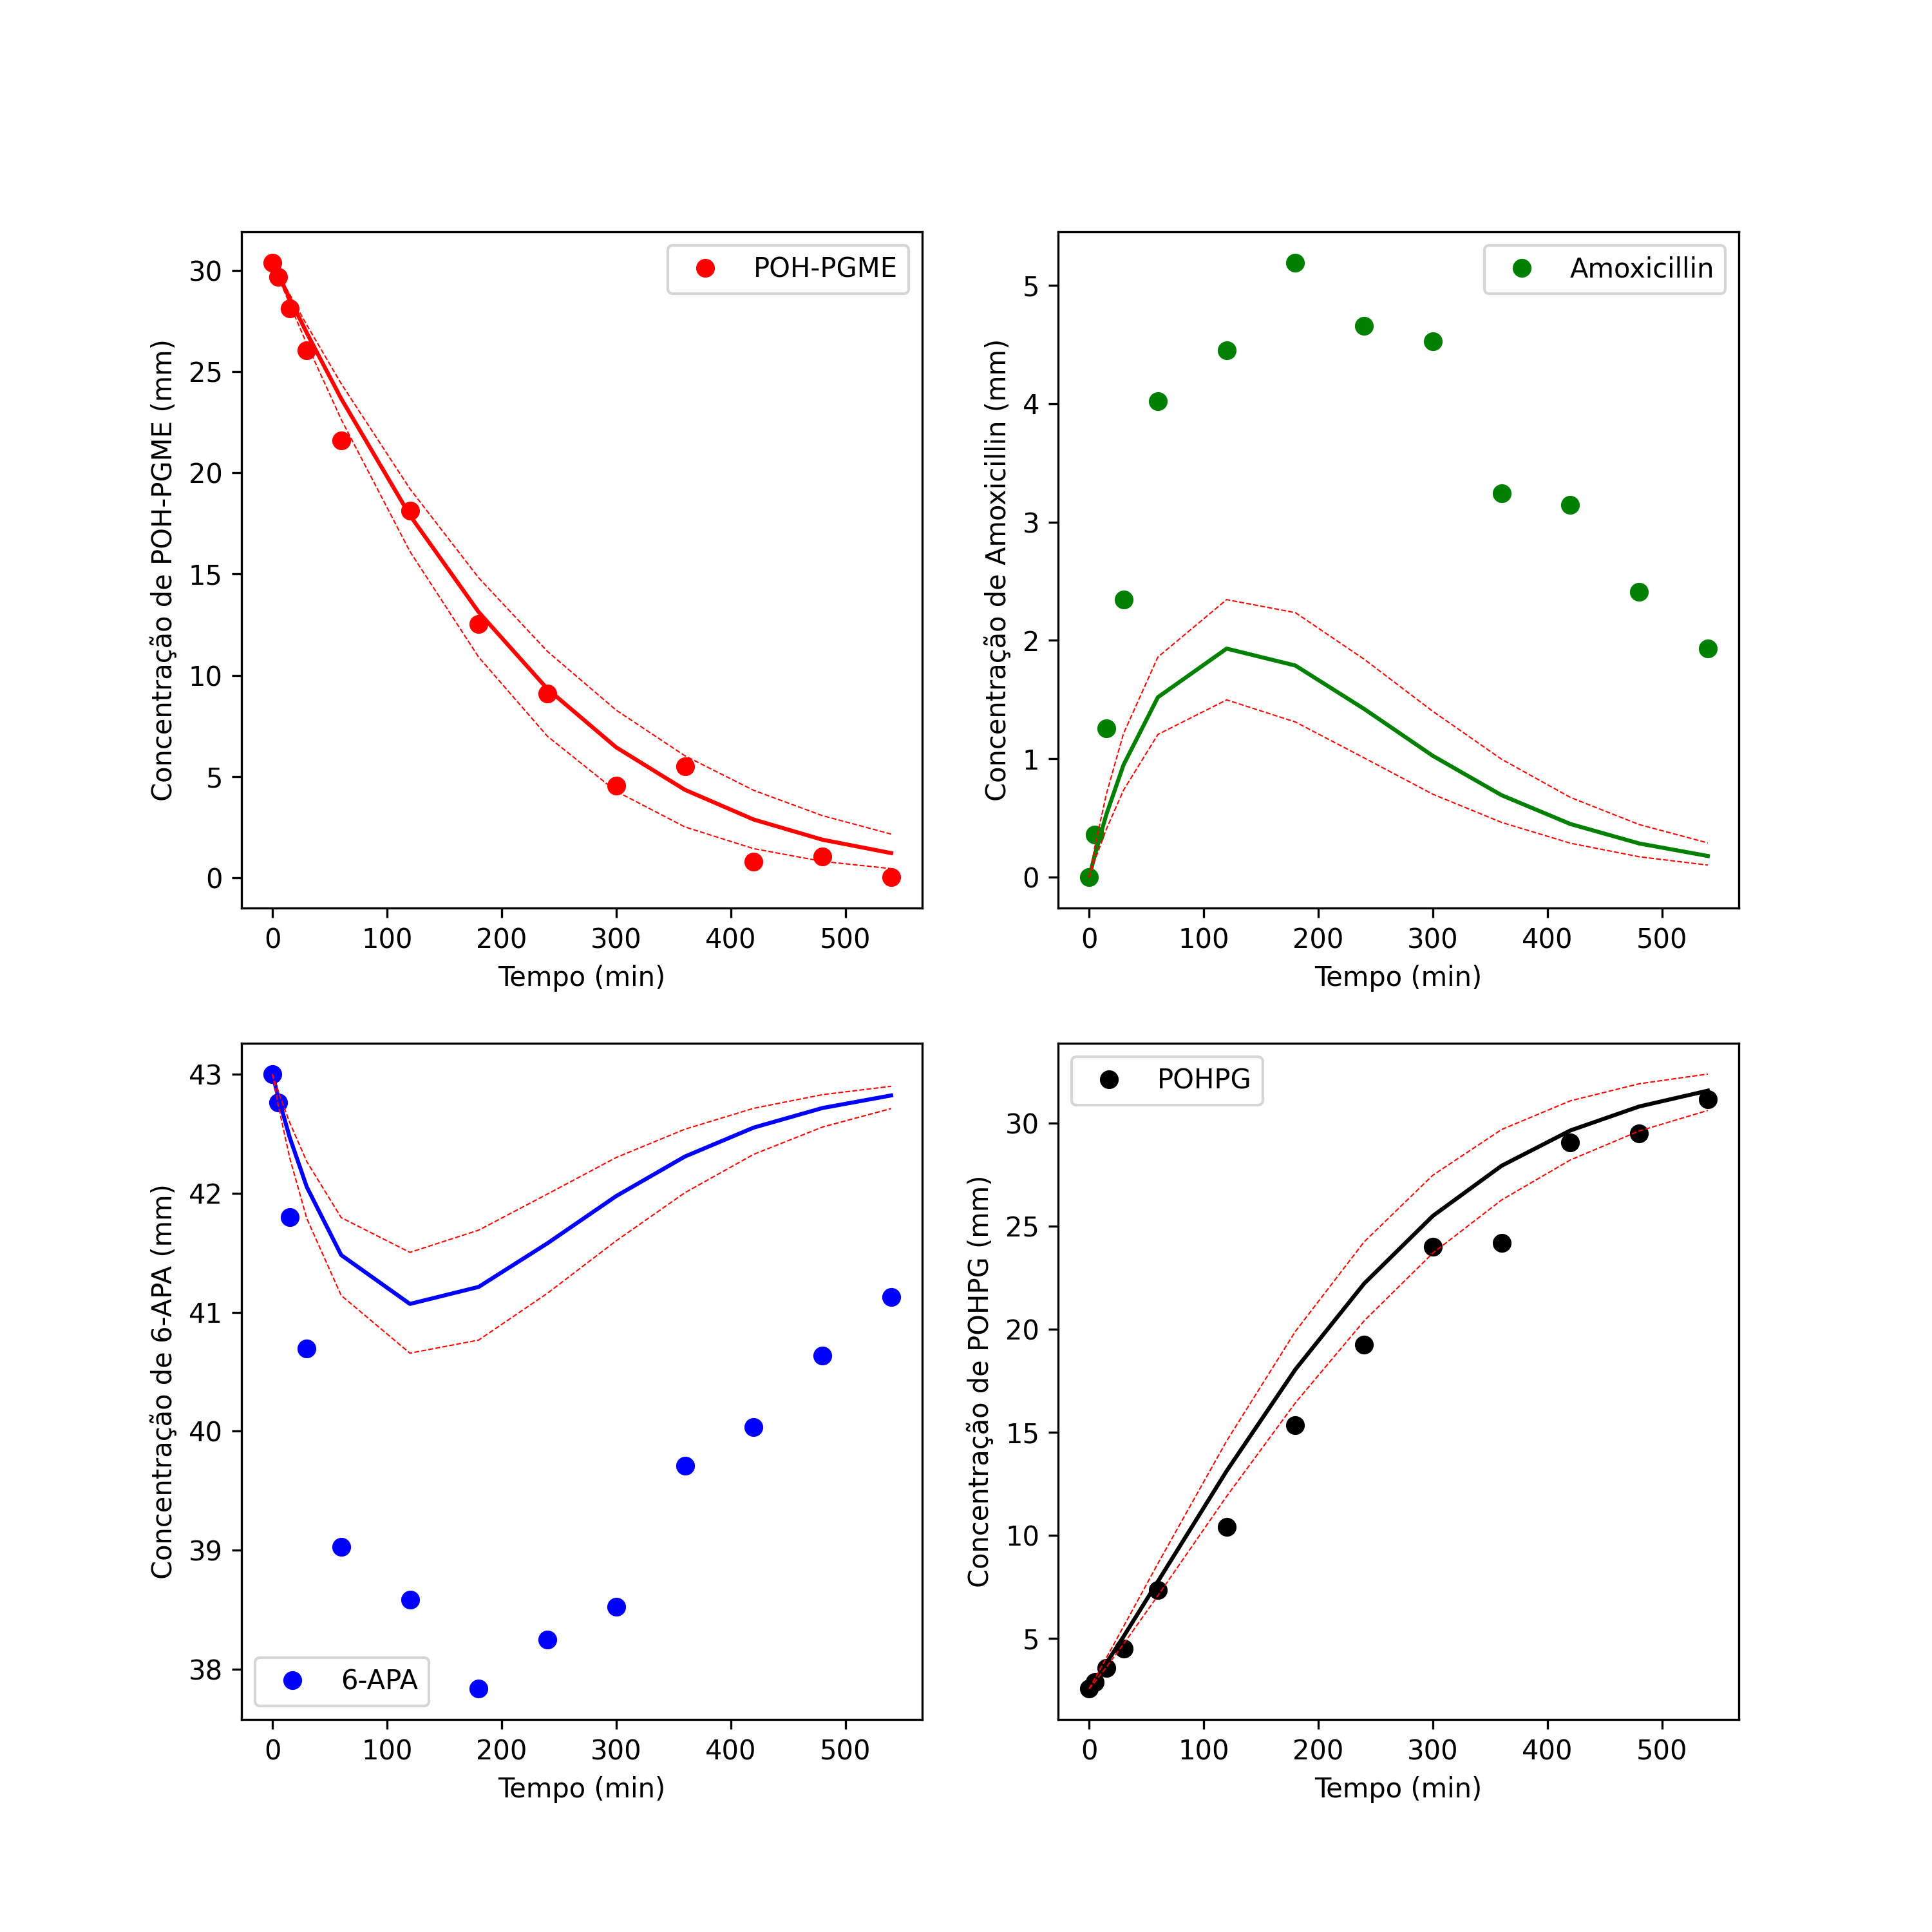 POH-PGME
Concentração de POH-PGME (mm)
30
25
20
15
10
5
0
0 100 200 300 400 500
Tempo (min)
Amoxicillin
Concentração de Amoxicillin (mm)
5
4
3
2
1
0
0 100 200 300 400 500
Tempo (min)
6-APA
Concentração de 6-APA (mm)
43
42
41
40
39
38
0 100 200 300 400 500
Tempo (min)
POHPG
Concentração de POHPG (mm)
30
25
20
15
10
5
0 100 200 300 400 500
Tempo (min)